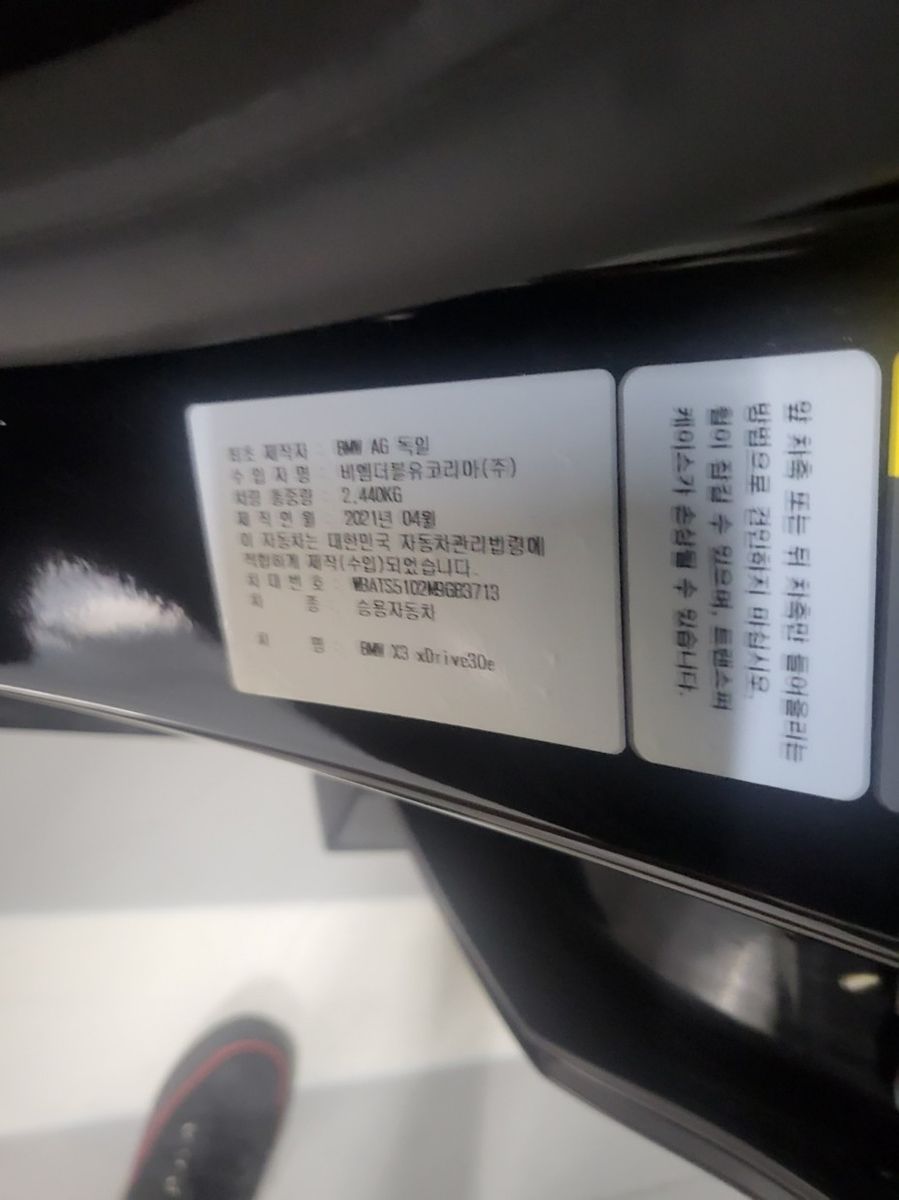 최초 제작자 : BMW AG 독일
수 입 자 명 : 비엠더블유코리아(주)
차량 총중량 : 2,440KG
제 작 연 월 : 2021년 04월
이 자동차는 대한민국 자동차관리법령에
적합하게 제작(수입)되었습니다.
차 대 번 호 : WBATS5102M9G83713
차 종 : 승용자동차
차 명 : BMW X3 xDrive30e
앞 차축 또는 뒤 차축만 들어올리는
방법으로 견인하지 마십시오.
휠이 잠길 수 있으며, 트랜스퍼
케이스가 손상될 수 있습니다.